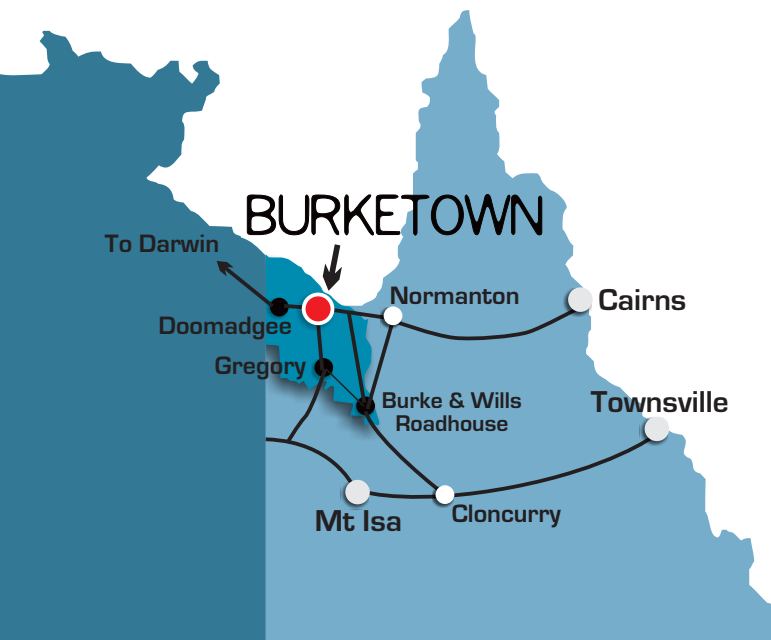 BURKETOWN
To Darwin
Normanton
Cairns
Doomadgee
Gregory
Burke & Wills
Roadhouse
Townsville
Mt Isa
Cloncurry